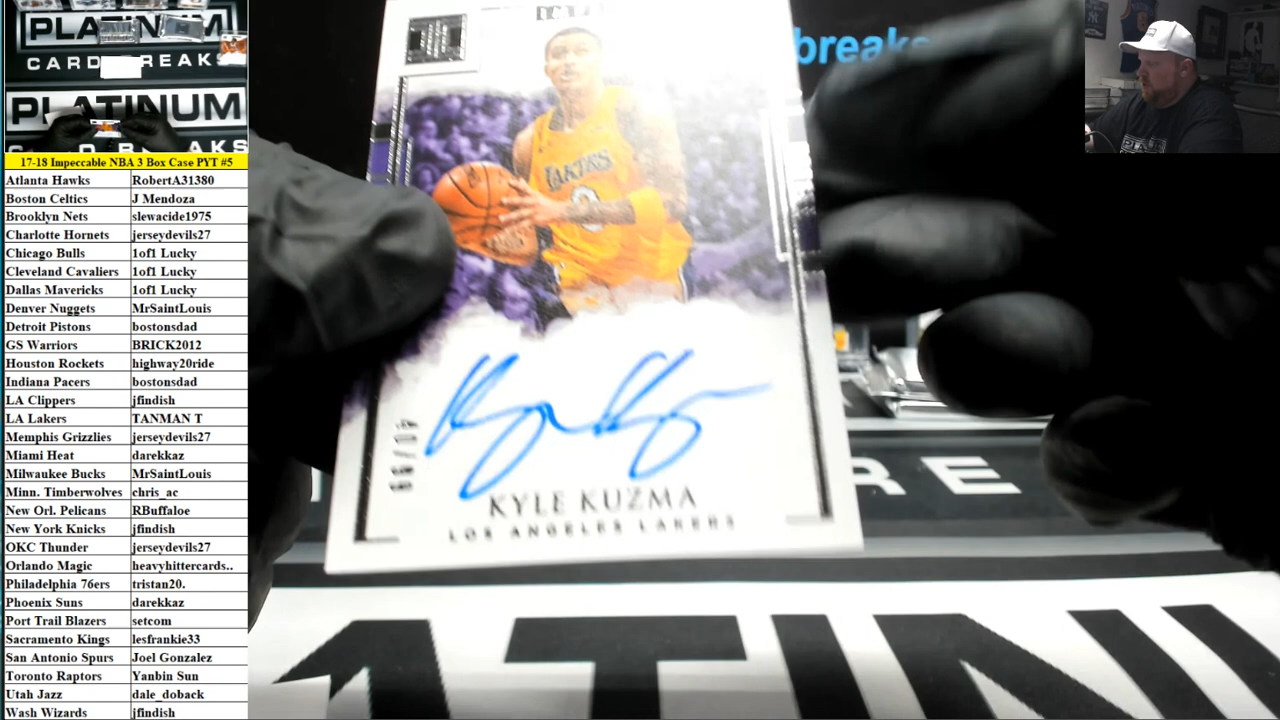 PLATINUM
CARD BREAKS
PLATINUM
17-18 Impeccable NBA 3 Box Case PYT #5
Atlanta Hawks RobertA31380
Boston Celtics J Mendoza
Brooklyn Nets slewacide1975
Charlotte Hornets jerseydevils27
Chicago Bulls 1of1 Lucky
Cleveland Cavaliers 1of1 Lucky
Dallas Mavericks 1of1 Lucky
Denver Nuggets MrSaintLouis
Detroit Pistons bostonsdad
GS Warriors BRICK2012
Houston Rockets highway20ride
Indiana Pacers bostonsdad
LA Clippers jfindish
LA Lakers TANMAN T
Memphis Grizzlies jerseydevils27
Miami Heat darekkaz
Milwaukee Bucks MrSaintLouis
Minn. Timberwolves chris_ac
New Orl. Pelicans RBuffaloe
New York Knicks jfindish
OKC Thunder jerseydevils27
Orlando Magic heavyhittercards..
Philadelphia 76ers tristan20.
Phoenix Suns darekkaz
Port Trail Blazers setcom
Sacramento Kings lesfrankie33
San Antonio Spurs Joel Gonzalez
Toronto Raptors Yanbin Sun
Utah Jazz dale_doback
Wash Wizards jfindish
breaks
LAKERS
0
KYLE KUZMA
LOS ANGELES LAKERS
RE
ATINU